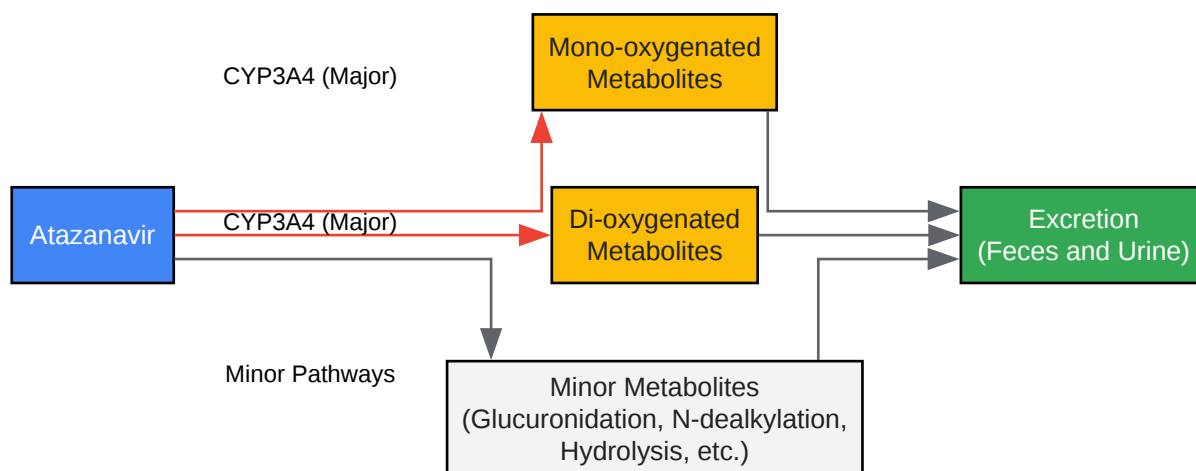 Mono-oxygenated
Metabolites
CYP3A4 (Major)
Atazanavir
CYP3A4 (Major)
Di-oxygenated
Metabolites
Excretion
(Feces and Urine)
Minor Pathways
Minor Metabolites
(Glucuronidation, N-dealkylation,
Hydrolysis, etc.)